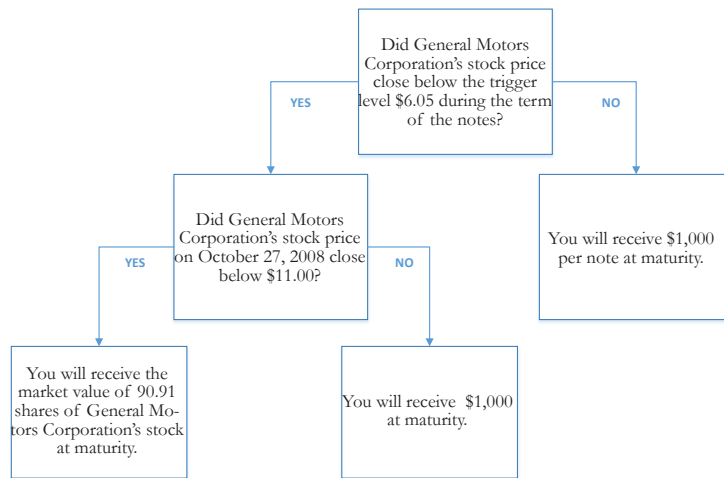 Did General Motors
Corporation's stock price
close below the trigger
level $6.05 during the term
of the notes?
YES
NO
Did General Motors
Corporation's stock price
on October 27, 2008 close
below $11.00?
You will receive $1,000
per note at maturity.
YES
NO
You will receive the
market value of 90.91
shares of General Mo-
tors Corporation's stock
at maturity.
You will receive $1,000
at maturity.